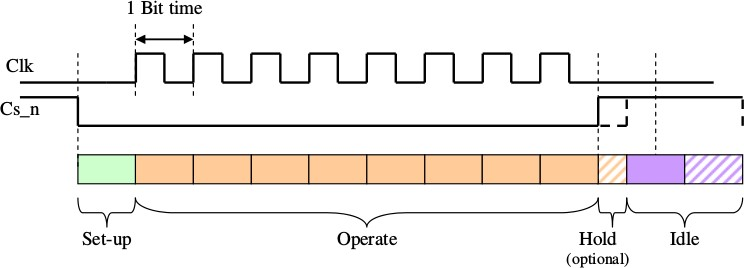 1 Bit time
Clk
Cs_n
Set-up
Operate
Hold
(optional)
Idle